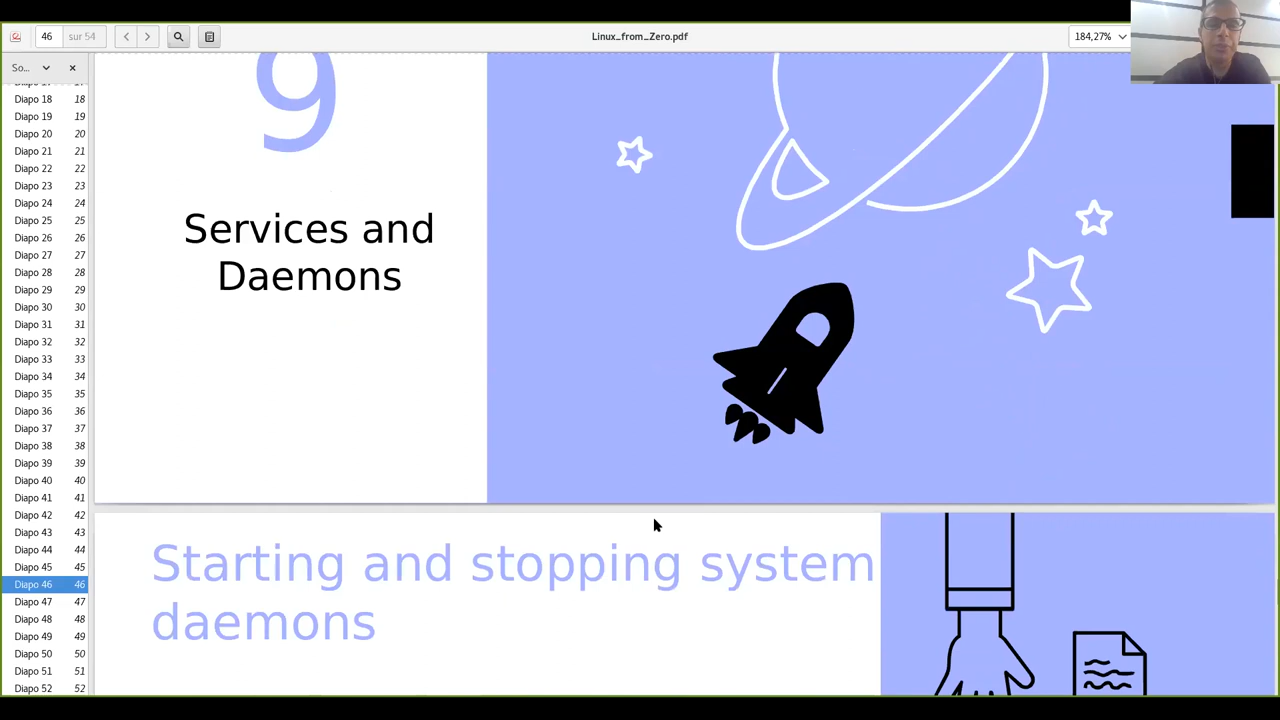 46
sur 54
Linux_from_Zero.pdf
184,27%
So...
Diapo 18 18
Diapo 19 19
Diapo 20 20
Diapo 21 21
Diapo 22 22
Diapo 23 23
Diapo 24 24
Diapo 25 25
Diapo 26 26
Diapo 27 27
Diapo 28 28
Diapo 29 29
Diapo 30 30
Diapo 31 31
Diapo 32 32
Diapo 33 33
Diapo 34 34
Diapo 35 35
Diapo 36 36
Diapo 37 37
Diapo 38 38
Diapo 39 39
Diapo 40 40
Diapo 41 41
Diapo 42 42
Diapo 43 43
Diapo 44 44
Diapo 45 45
Diapo 46 46
Diapo 47 47
Diapo 48 48
Diapo 49 49
Diapo 50 50
Diapo 51 51
Diapo 52 52
9
Services and
Daemons
Starting and stopping system
daemons